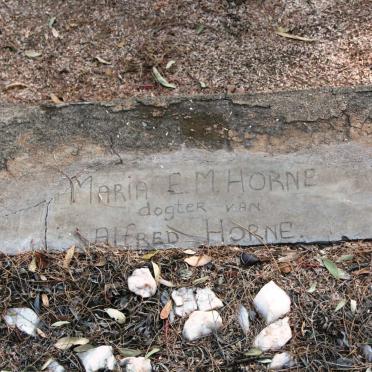 MARIA E.M. HORNE
dogter VAN
AlFRED HORNE